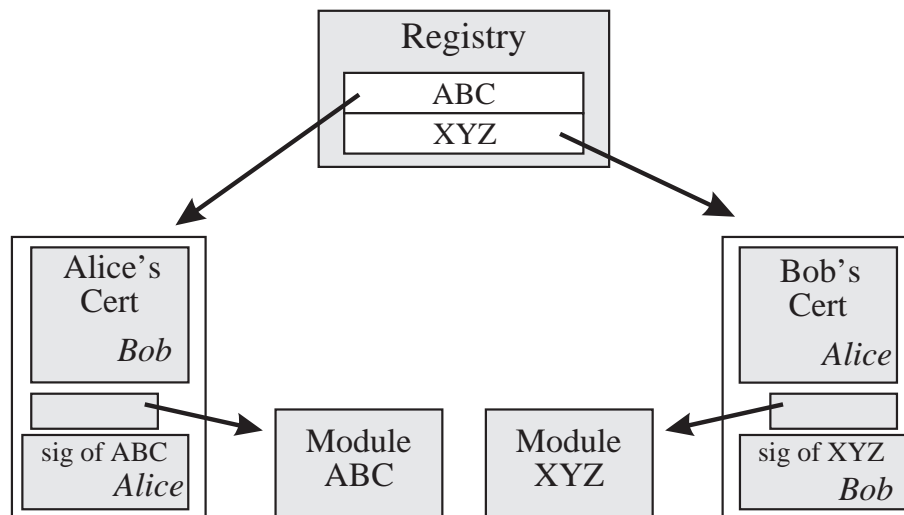 Registry
ABC
XYZ
Alice’s
Cert
Bob
sig of ABC
Alice
Module
ABC
Module
XYZ
Bob’s
Cert
Alice
sig of XYZ
Bob